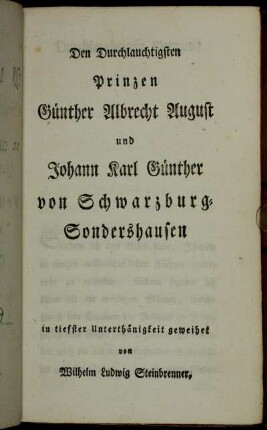 Den Durchlauchtigsten
Prinzen
Günther Albrecht August
und
Johann Karl Günther
von Schwarzburg-
Sondershausen
in tiefster Unterthänigkeit geweihet
von
Wilhelm Ludwig Steinbrenner,